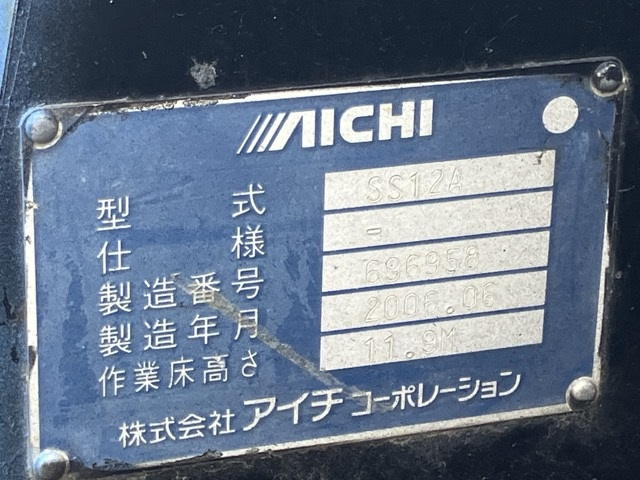 AICHI
型式 SS12A
仕様 -
製造番号 696958
製造年月 2006.06
作業床高さ 11.9M
株式会社 アイチコーポレーション